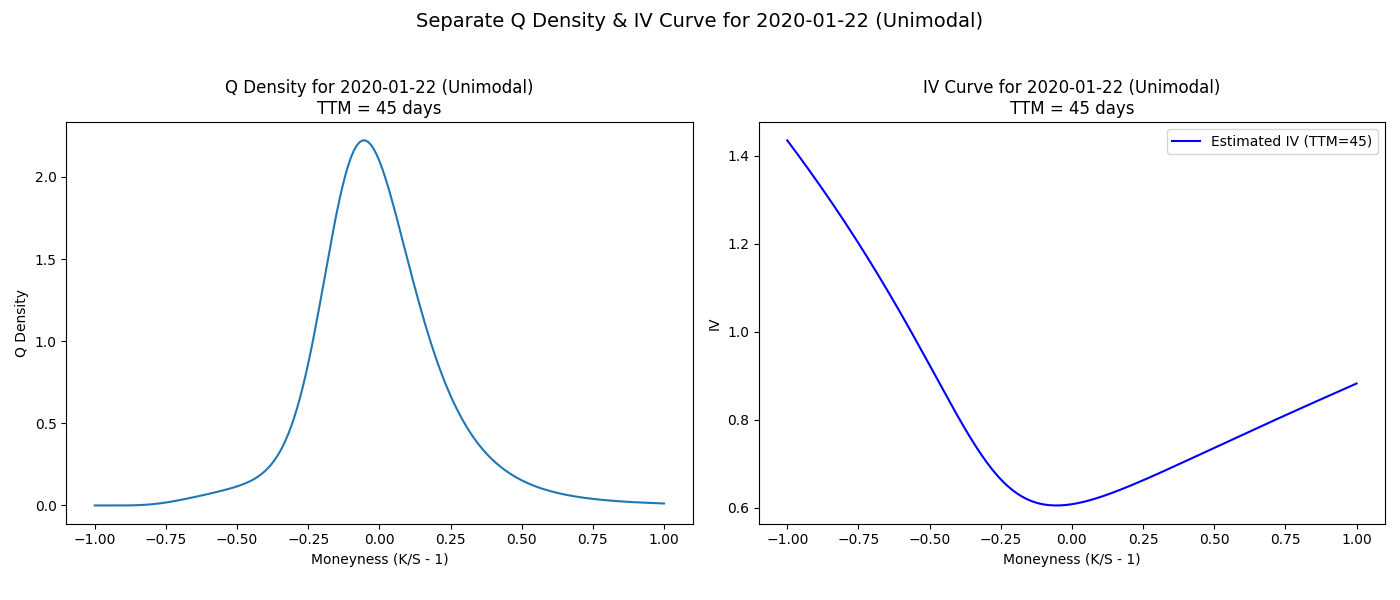 Separate Q Density & IV Curve for 2020-01-22 (Unimodal)
Q Density for 2020-01-22 (Unimodal)
TTM = 45 days
2.0
1.5
1.0
0.5
0.0
Q Density
−1.00 −0.75 −0.50 −0.25 0.00 0.25 0.50 0.75 1.00
Moneyness (K/S - 1)
IV Curve for 2020-01-22 (Unimodal)
TTM = 45 days
Estimated IV (TTM=45)
1.4
1.2
1.0
0.8
0.6
IV
−1.00 −0.75 −0.50 −0.25 0.00 0.25 0.50 0.75 1.00
Moneyness (K/S - 1)